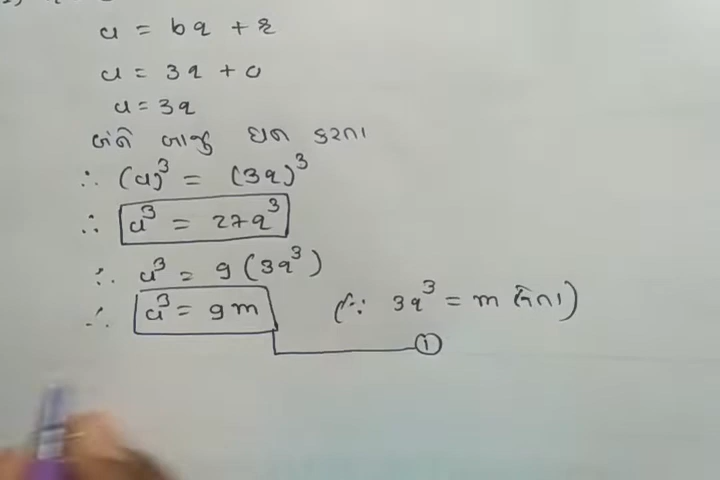 a = bq + r
a = 3q + 0
a = 3q
બંને બાજુ ઘન કરતા
∴ (a)³ = (3q)³
∴ a³ = 27q³
∴ a³ = 9(3q³)
∴ a³ = 9m (∵ 3q³ = m લેતા)
①